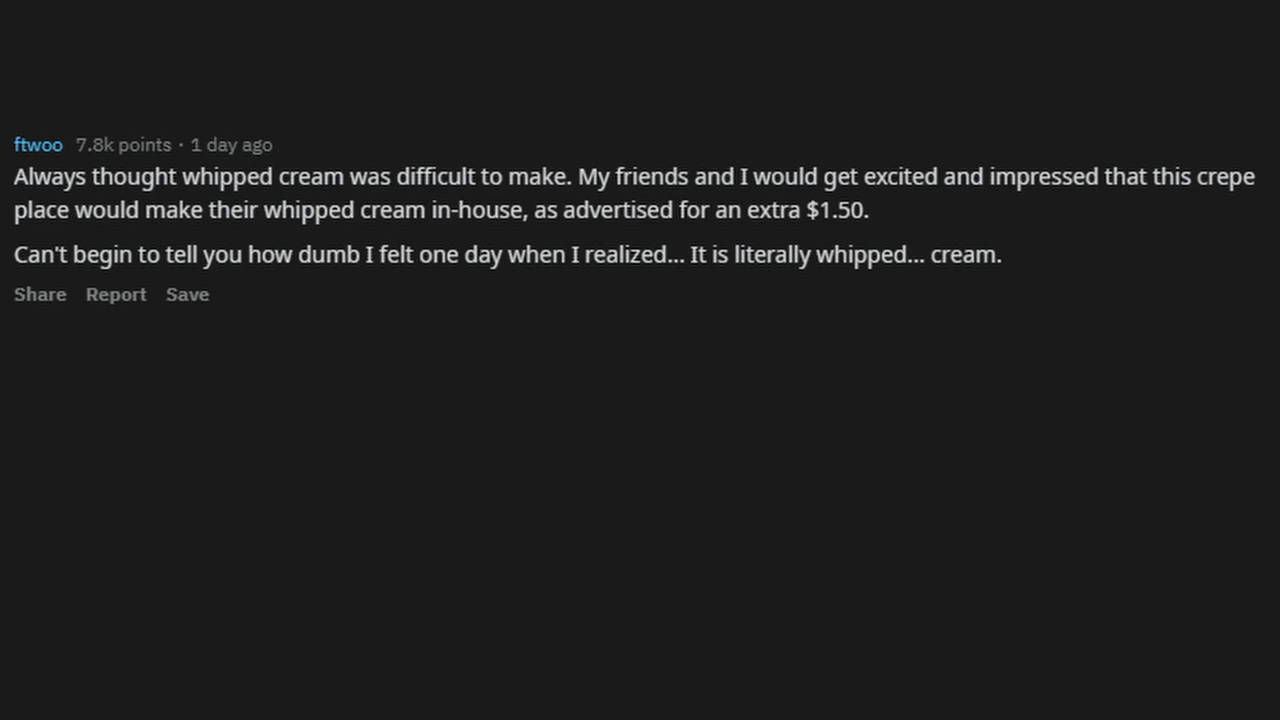 ftwoo 7.8k points · 1 day ago
Always thought whipped cream was difficult to make. My friends and I would get excited and impressed that this crepe
place would make their whipped cream in-house, as advertised for an extra $1.50.
Can't begin to tell you how dumb I felt one day when I realized... It is literally whipped... cream.
Share Report Save